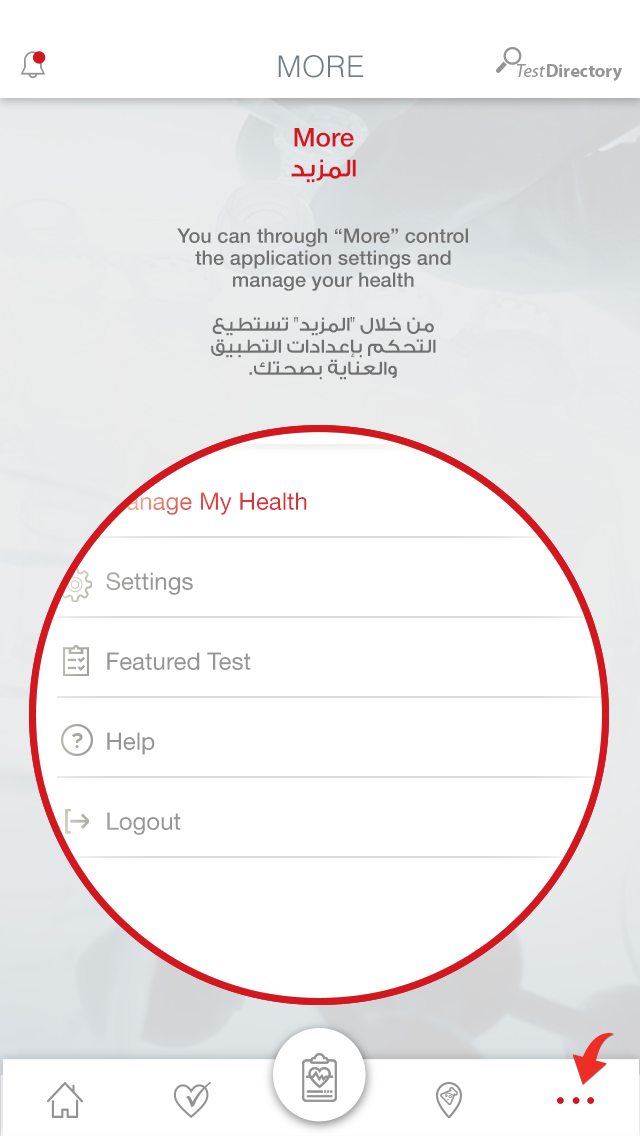 MORE
TestDirectory
More
المزيد
You can through “More” control
the application settings and
manage your health
من خلال "المزيد" تستطيع
التحكم بإعدادات التطبيق
والعناية بصحتك.
anage My Health
Settings
Featured Test
Help
Logout